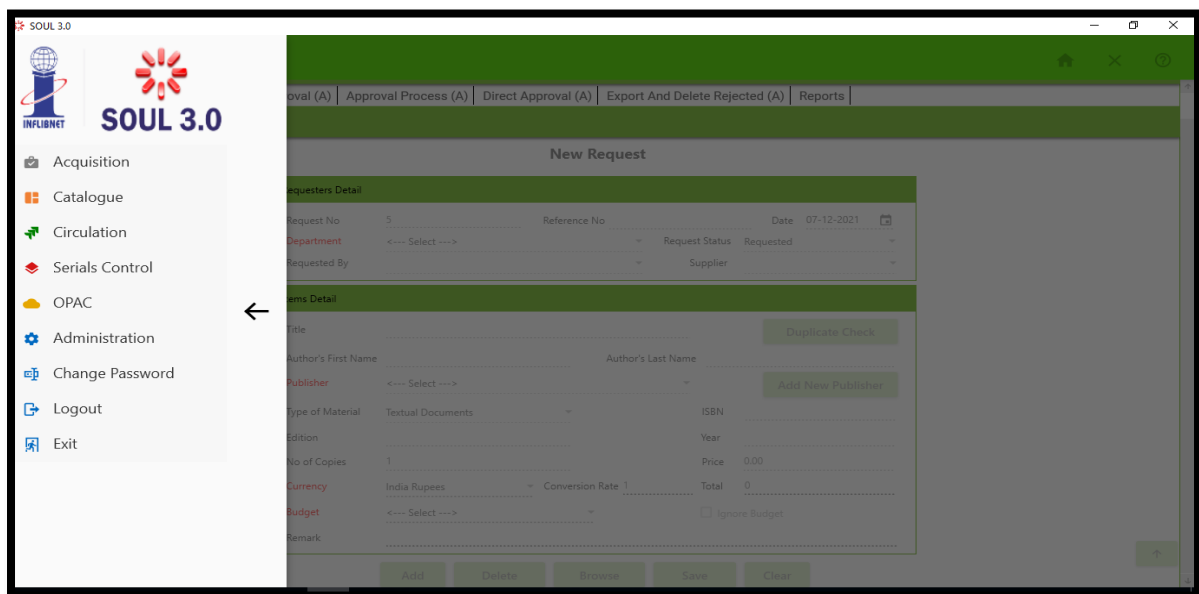 SOUL 3.0
INFLIBNET
SOUL 3.0
Acquisition
Catalogue
Circulation
Serials Control
OPAC
Administration
Change Password
Logout
Exit
oval (A) Approval Process (A) Direct Approval (A) Export And Delete Rejected (A) Reports
New Request
equesters Detail
Request No 5 Reference No Date 07-12-2021
Department <--- Select ---> Request Status Requested
Requested By Supplier
ems Detail
Title Duplicate Check
Author's First Name Author's Last Name
Publisher <--- Select ---> Add New Publisher
Type of Material Textual Documents ISBN
Edition Year
No of Copies 1 Price 0.00
Currency India Rupees Conversion Rate 1 Total 0
Budget <--- Select ---> Ignore Budget
Remark
Add Delete Browse Save Clear